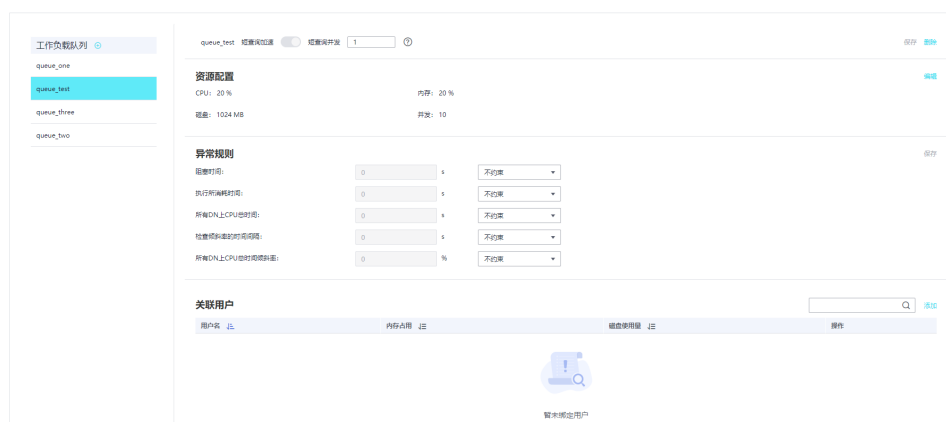 工作负载队列
queue_one
queue_test
queue_three
queue_two
queue_test 短查询加速 短查询并发 1
保存 删除
资源配置 编辑
CPU: 20 % 内存: 20 %
磁盘: 1024 MB 并发: 10
异常规则 保存
阻塞时间: 0 s 不约束
执行所消耗时间: 0 s 不约束
所有DN上CPU总时间: 0 s 不约束
检查倾斜率的时间间隔: 0 s 不约束
所有DN上CPU总时间倾斜率: 0 % 不约束
关联用户 添加
用户名 内存占用 磁盘使用量 操作
暂未绑定用户